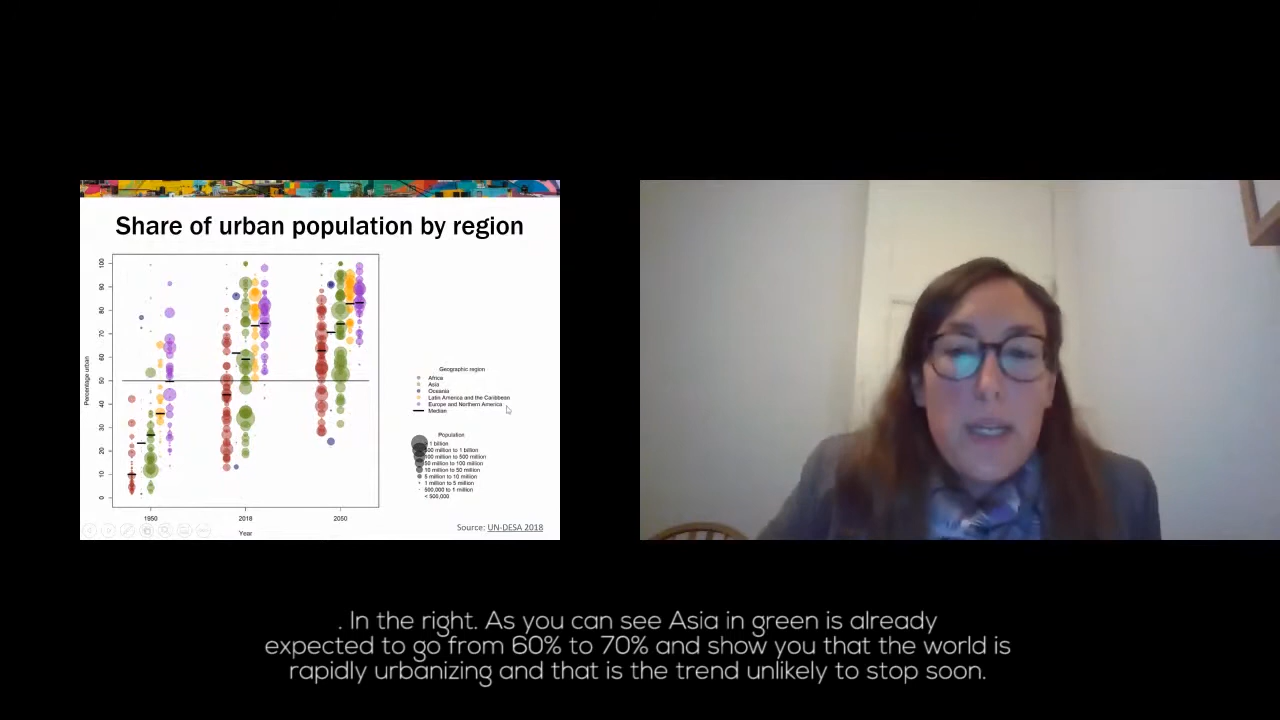 Share of urban population by region
100
90
80
70
60
50
40
30
20
10
0
Percentage urban
1950
2018
2050
Year
Geographic region
Africa
Asia
Oceania
Latin America and the Caribbean
Europe and Northern America
Median
Population
1 billion
500 million to 1 billion
100 million to 500 million
50 million to 100 million
10 million to 50 million
5 million to 10 million
1 million to 5 million
500,000 to 1 million
< 500,000
Source: UN-DESA 2018
. In the right. As you can see Asia in green is already
expected to go from 60% to 70% and show you that the world is
rapidly urbanizing and that is the trend unlikely to stop soon.